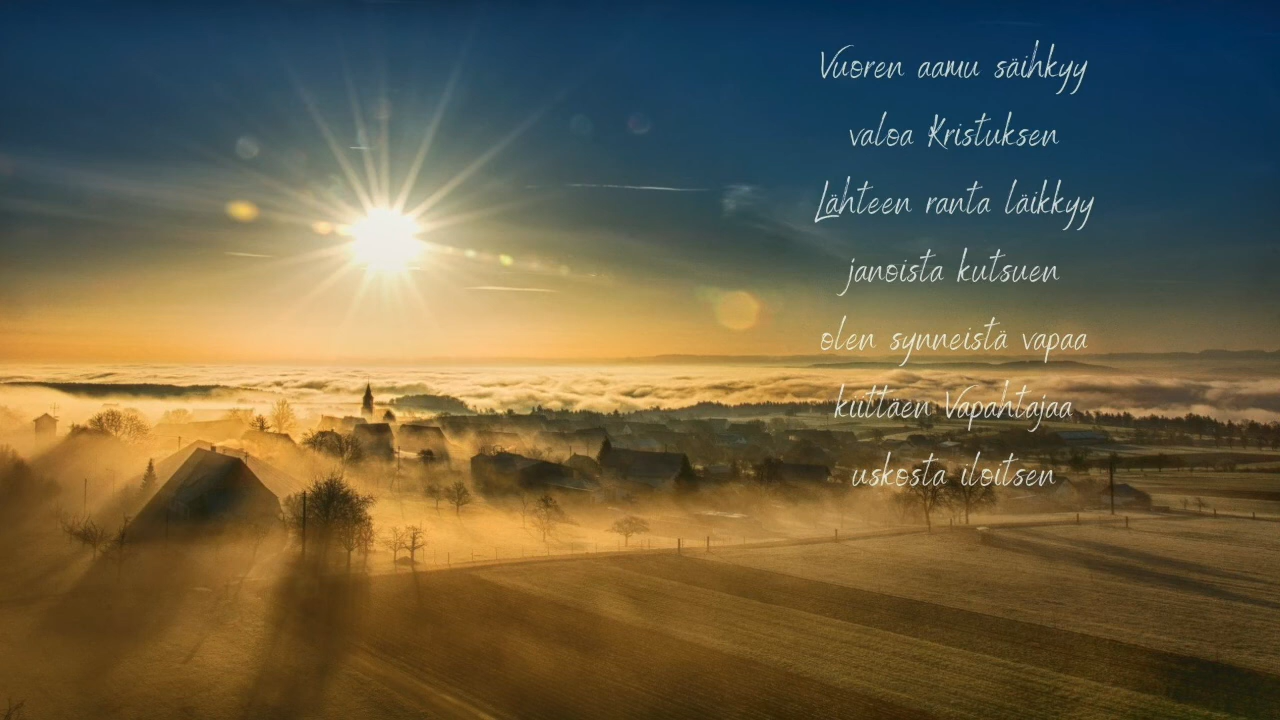 Vuoren aamu säihkyy
valoa Kristuksen
Lähteen ranta läikkyy
janoista kutsuen
olen synneistä vapaa
kiittäen Vapahtajaa
uskosta iloitsen